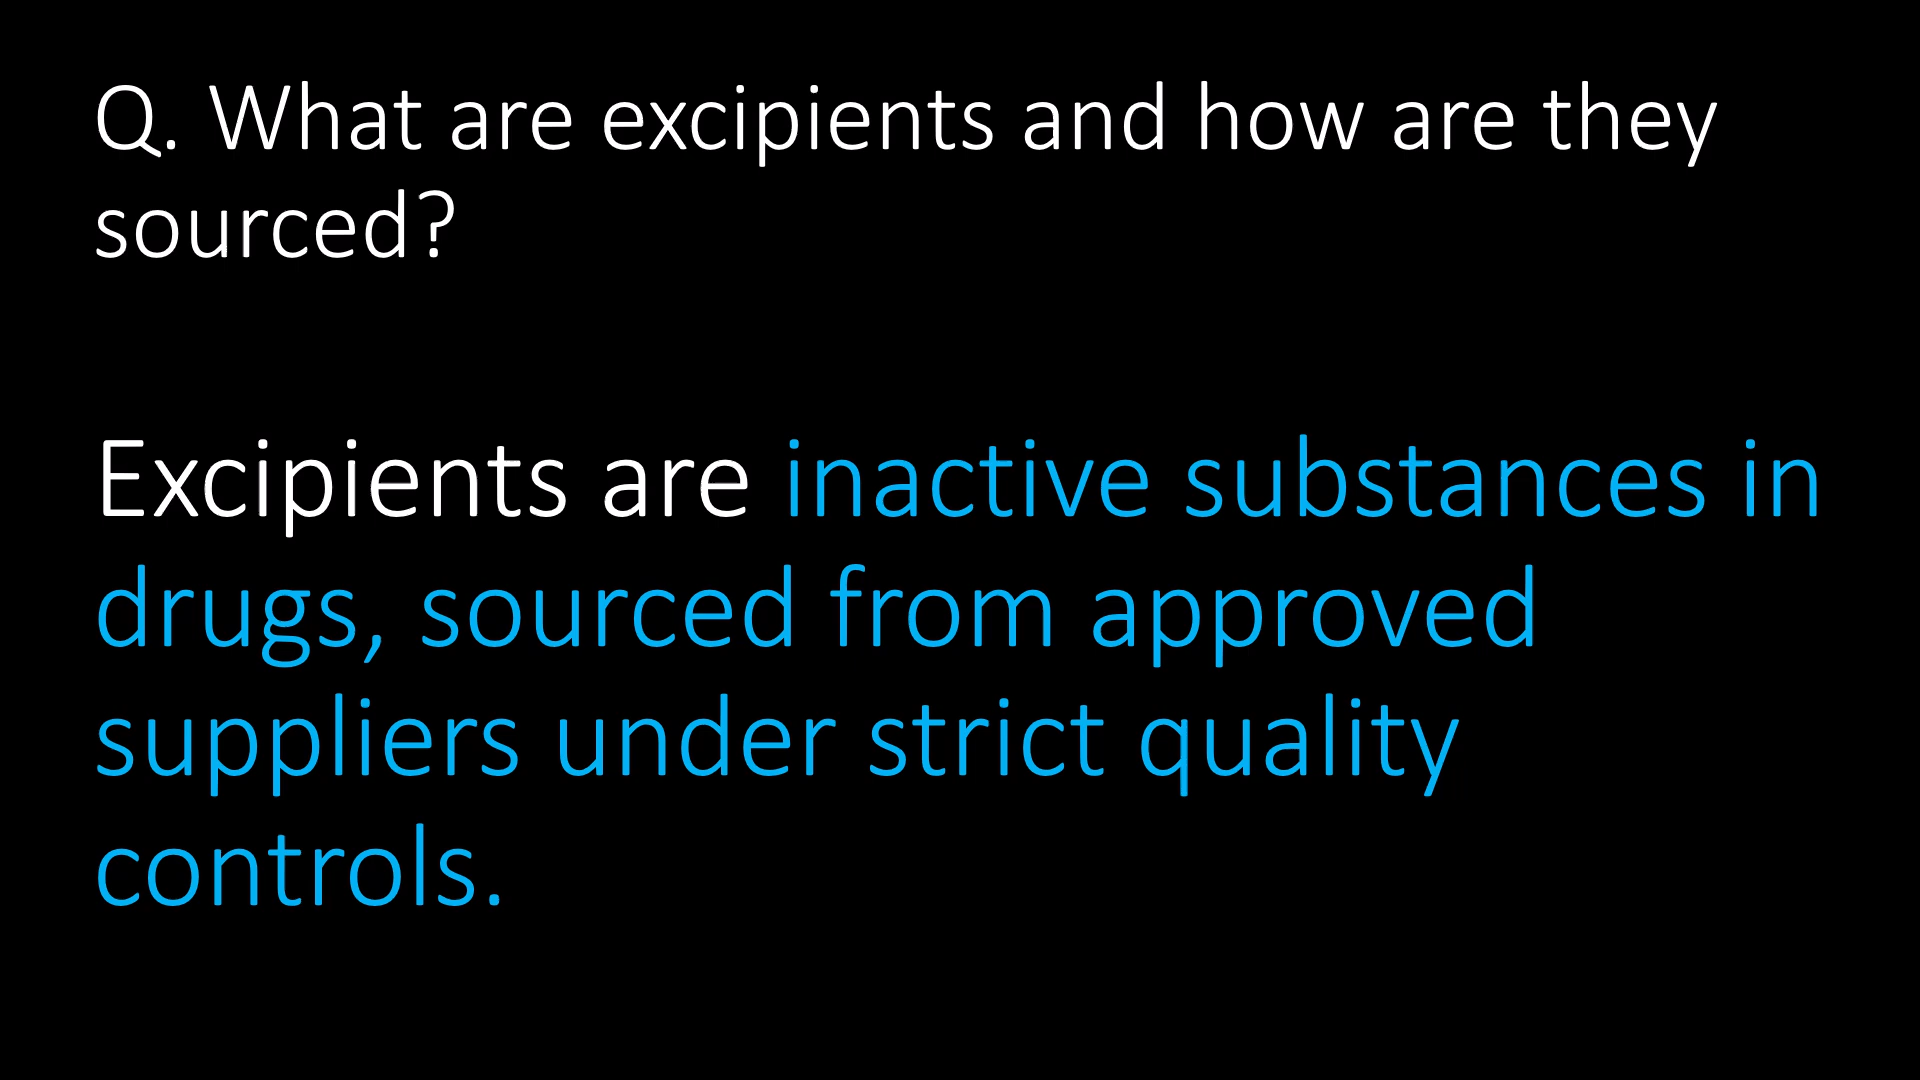 Q. What are excipients and how are they
sourced?
Excipients are inactive substances in
drugs, sourced from approved
suppliers under strict quality
controls.